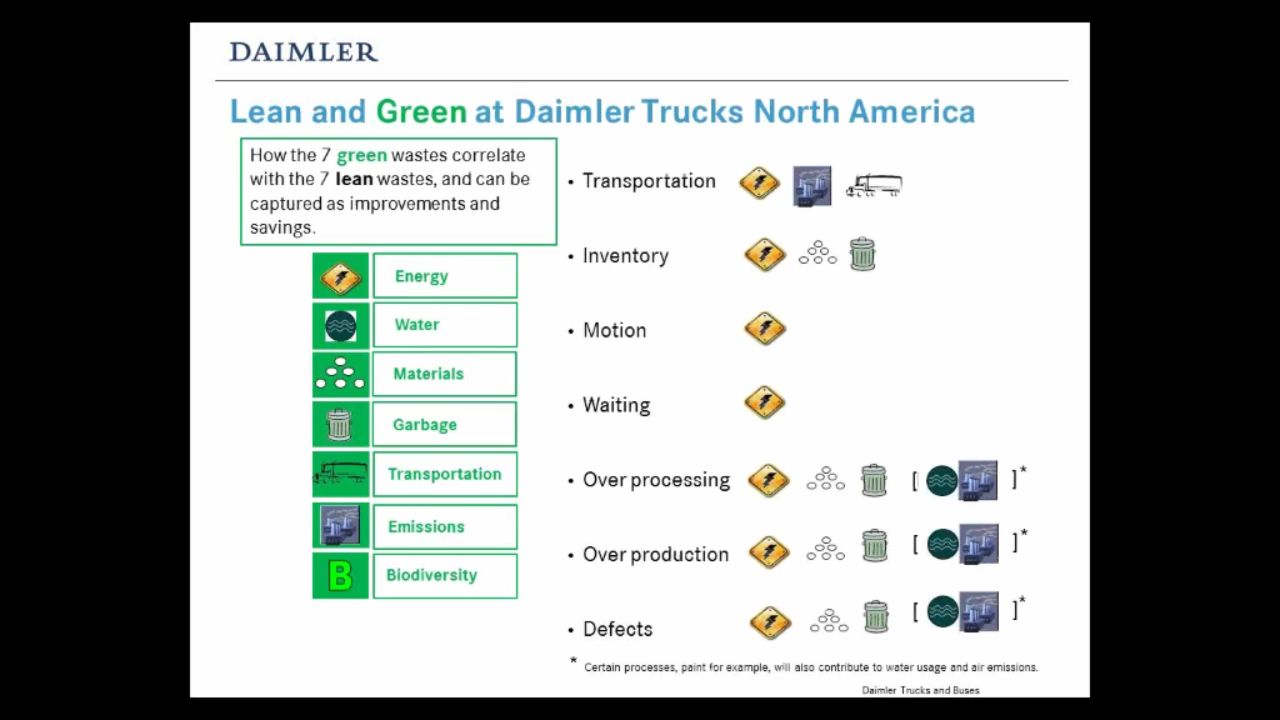 DAIMLER
Lean and Green at Daimler Trucks North America
How the 7 green wastes correlate
with the 7 lean wastes, and can be
captured as improvements and
savings.
Energy
Water
Materials
Garbage
Transportation
Emissions
B
Biodiversity
• Transportation
• Inventory
• Motion
• Waiting
• Over processing [ ]*
• Over production [ ]*
• Defects [ ]*
* Certain processes, paint for example, will also contribute to water usage and air emissions.
Daimler Trucks and Buses